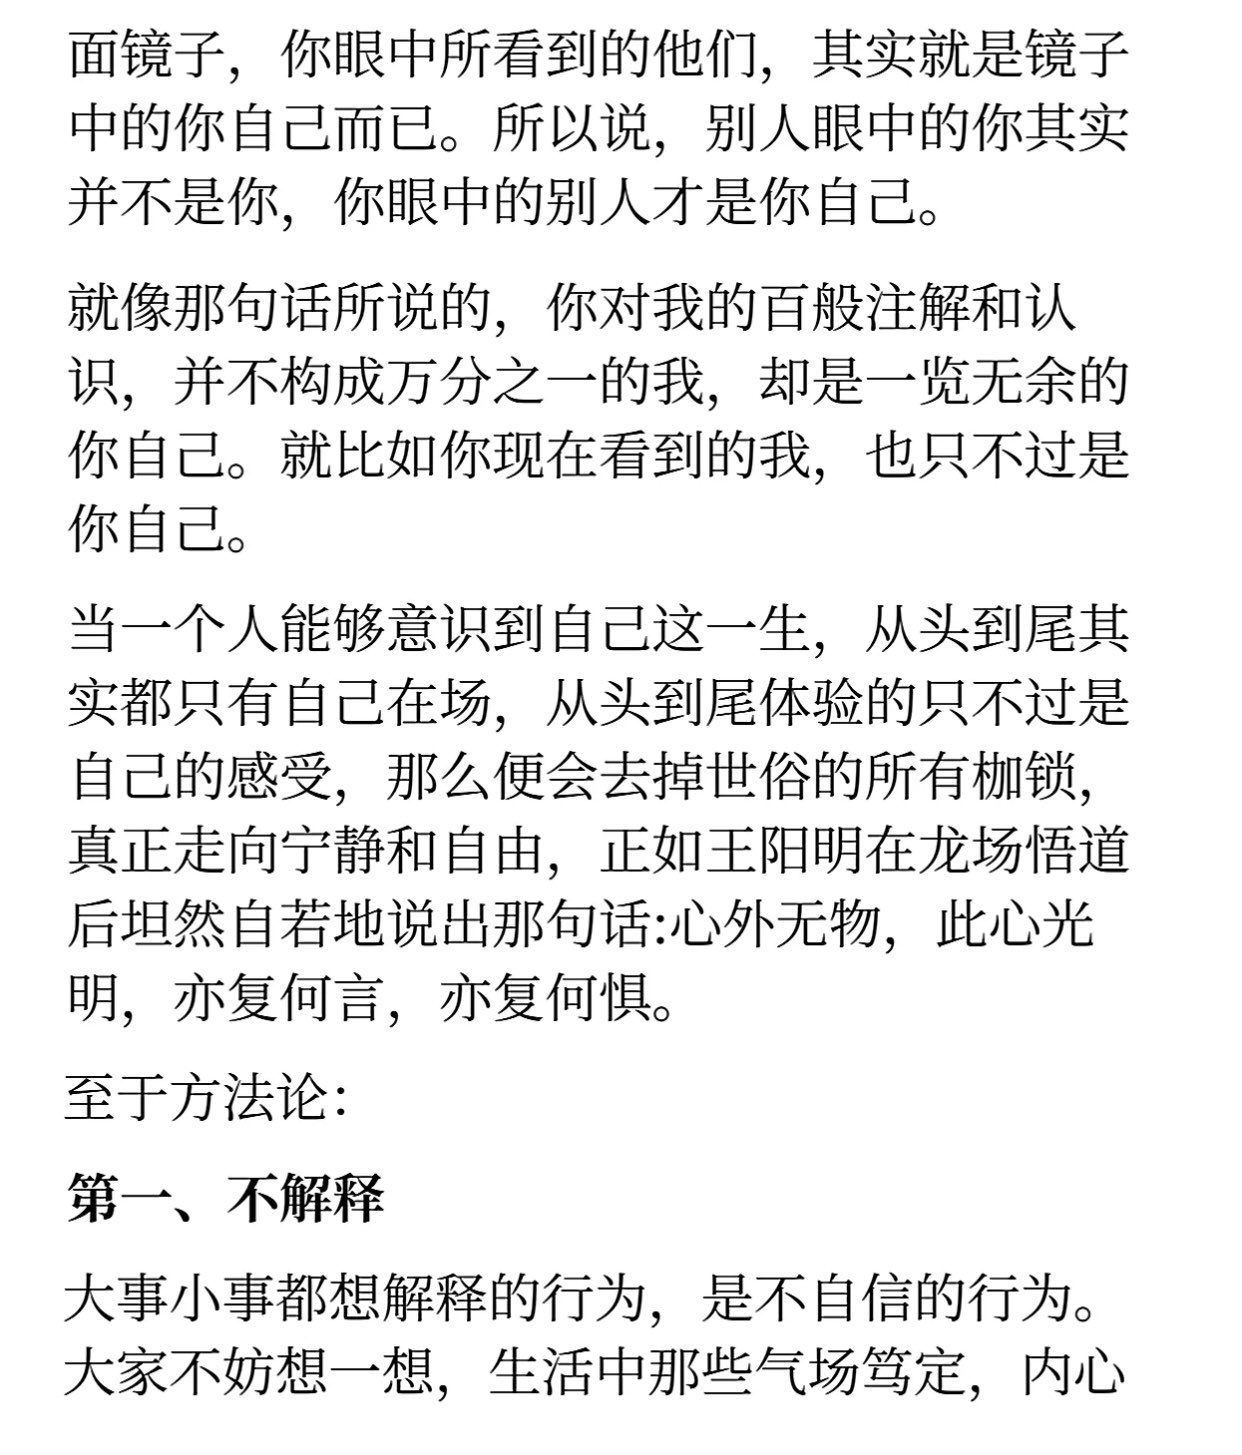 面镜子，你眼中所看到的他们，其实就是镜子
中的你自己而已。所以说，别人眼中的你其实
并不是你，你眼中的别人才是你自己。
就像那句话所说的，你对我的百般注解和认
识，并不构成万分之一的我，却是一览无余的
你自己。就比如你现在看到的我，也只不过是
你自己。
当一个人能够意识到自己这一生，从头到尾其
实都只有自己在场，从头到尾体验的只不过是
自己的感受，那么便会去掉世俗的所有枷锁，
真正走向宁静和自由，正如王阳明在龙场悟道
后坦然自若地说出那句话:心外无物，此心光
明，亦复何言，亦复何惧。
至于方法论：
第一、不解释
大事小事都想解释的行为，是不自信的行为。
大家不妨想一想，生活中那些气场笃定，内心